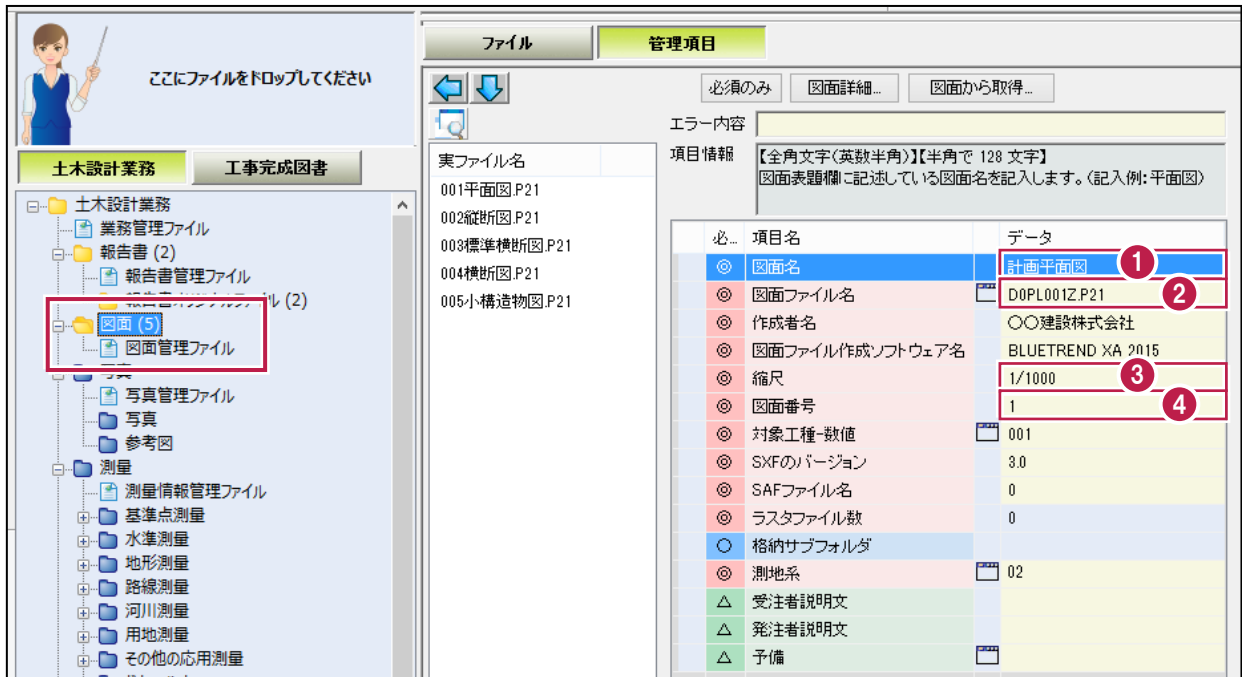 ここにファイルをドロップしてください
土木設計業務
工事完成図書
土木設計業務
業務管理ファイル
報告書 (2)
報告書管理ファイル
(2)
図面 (5)
図面管理ファイル
写真管理ファイル
写真
参考図
測量
測量情報管理ファイル
基準点測量
水準測量
地形測量
路線測量
河川測量
用地測量
その他の応用測量
ファイル
管理項目
必須のみ
図面詳細...
図面から取得...
エラー内容
項目情報
【全角文字(英数半角)】【半角で 128 文字】
図面表題欄に記述している図面名を記入します。(記入例:平面図)
実ファイル名
001平面図.P21
002縦断図.P21
003標準横断図.P21
004横断図.P21
005小構造物図.P21
必... 項目名 データ
◎ 図面名 計画平面図 1
◎ 図面ファイル名 D0PL001Z.P21 2
◎ 作成者名 〇〇建設株式会社
◎ 図面ファイル作成ソフトウェア名 BLUETREND XA 2015
◎ 縮尺 1/1000 3
◎ 図面番号 1 4
◎ 対象工種-数値 001
◎ SXFのバージョン 3.0
◎ SAFファイル名 0
◎ ラスタファイル数 0
○ 格納サブフォルダ
◎ 測地系 02
△ 受注者説明文
△ 発注者説明文
△ 予備